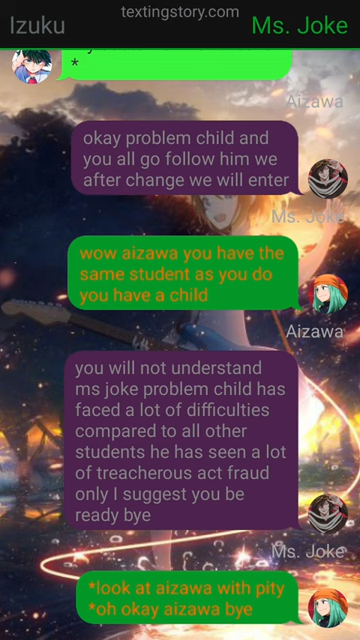 textingstory.com
Izuku
Ms. Joke
*
Aizawa
okay problem child and
you all go follow him we
after change we will enter
Ms. Joke
wow aizawa you have the
same student as you do
you have a child
Aizawa
you will not understand
ms joke problem child has
faced a lot of difficulties
compared to all other
students he has seen a lot
of treacherous act fraud
only I suggest you be
ready bye
Ms. Joke
*look at aizawa with pity
*oh okay aizawa bye